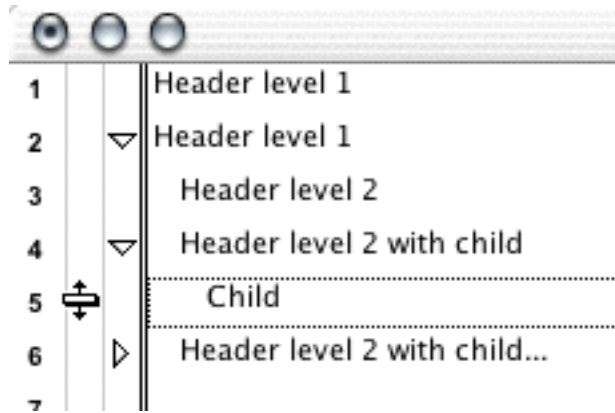 1 Header level 1
2 Header level 1
3 Header level 2
4 Header level 2 with child
5 Child
6 Header level 2 with child...
7